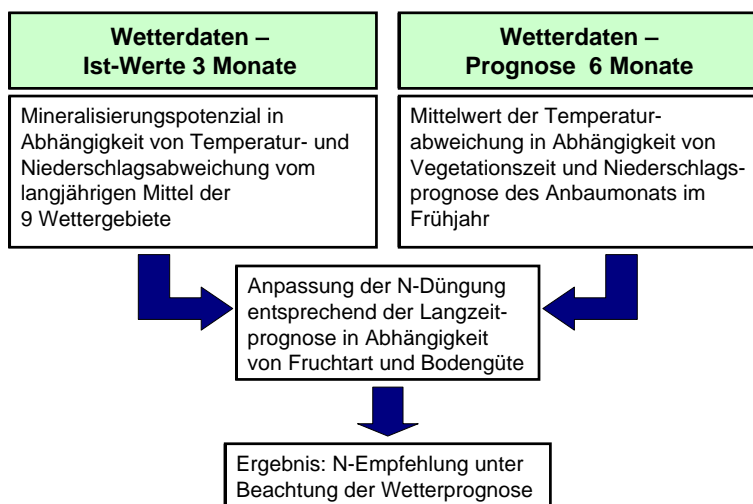 Wetterdaten –
Ist-Werte 3 Monate
Mineralisierungspotenzial in
Abhängigkeit von Temperatur- und
Niederschlagsabweichung vom
langjährigen Mittel der
9 Wettergebiete
Wetterdaten –
Prognose 6 Monate
Mittelwert der Temperatur-
abweichung in Abhängigkeit von
Vegetationszeit und Niederschlags-
prognose des Anbaumonats im
Frühjahr
Anpassung der N-Düngung
entsprechend der Langzeit-
prognose in Abhängigkeit
von Fruchtart und Bodengüte
Ergebnis: N-Empfehlung unter
Beachtung der Wetterprognose